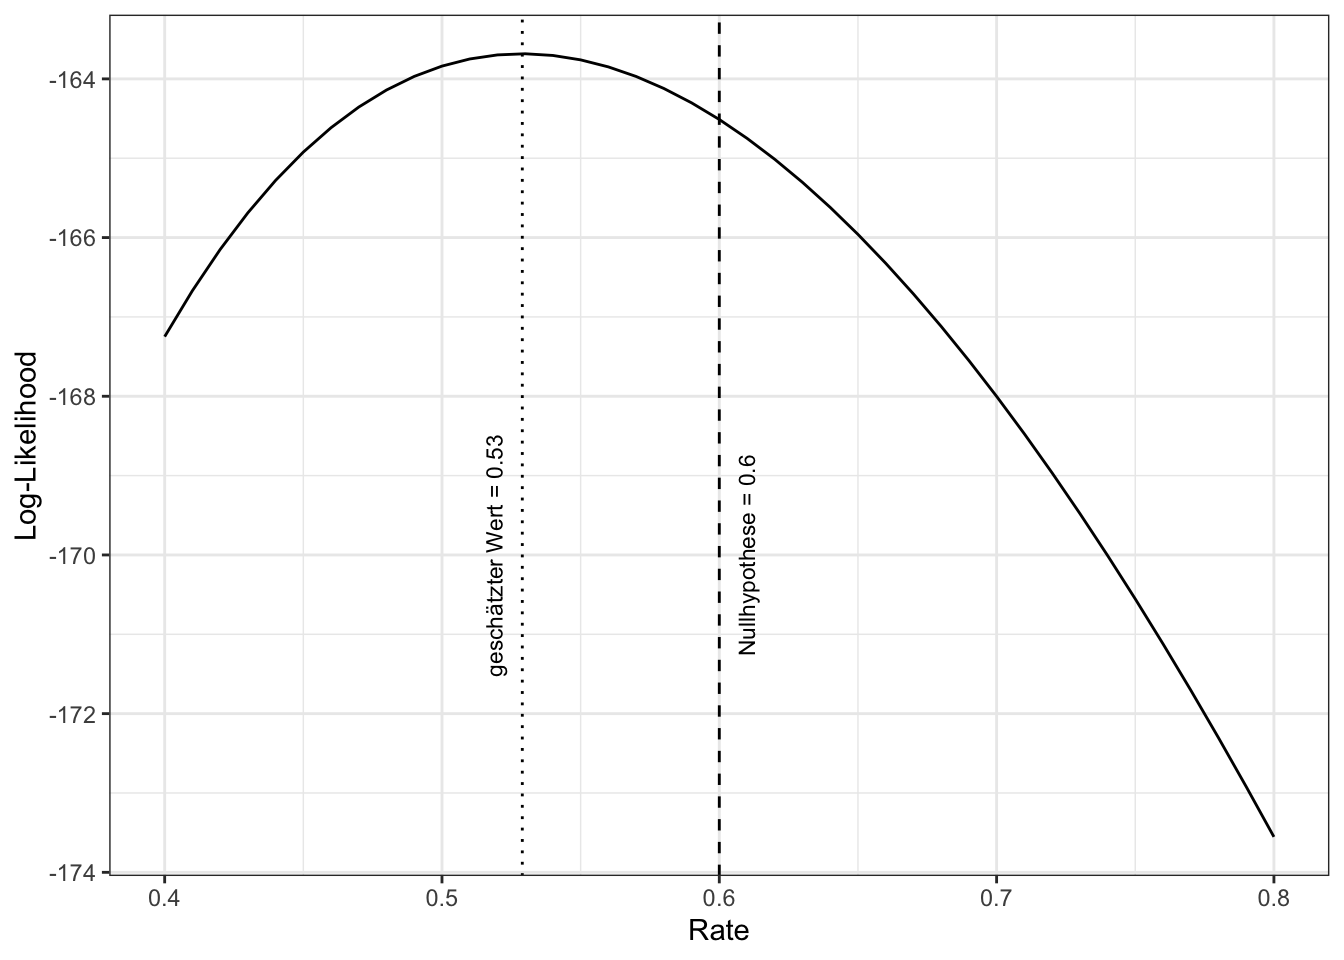 -164
-166
-168
-170
-172
-174
Log-Likelihood
geschätzter Wert = 0.53
Nullhypothese = 0.6
0.4
0.5
0.6
0.7
0.8
Rate